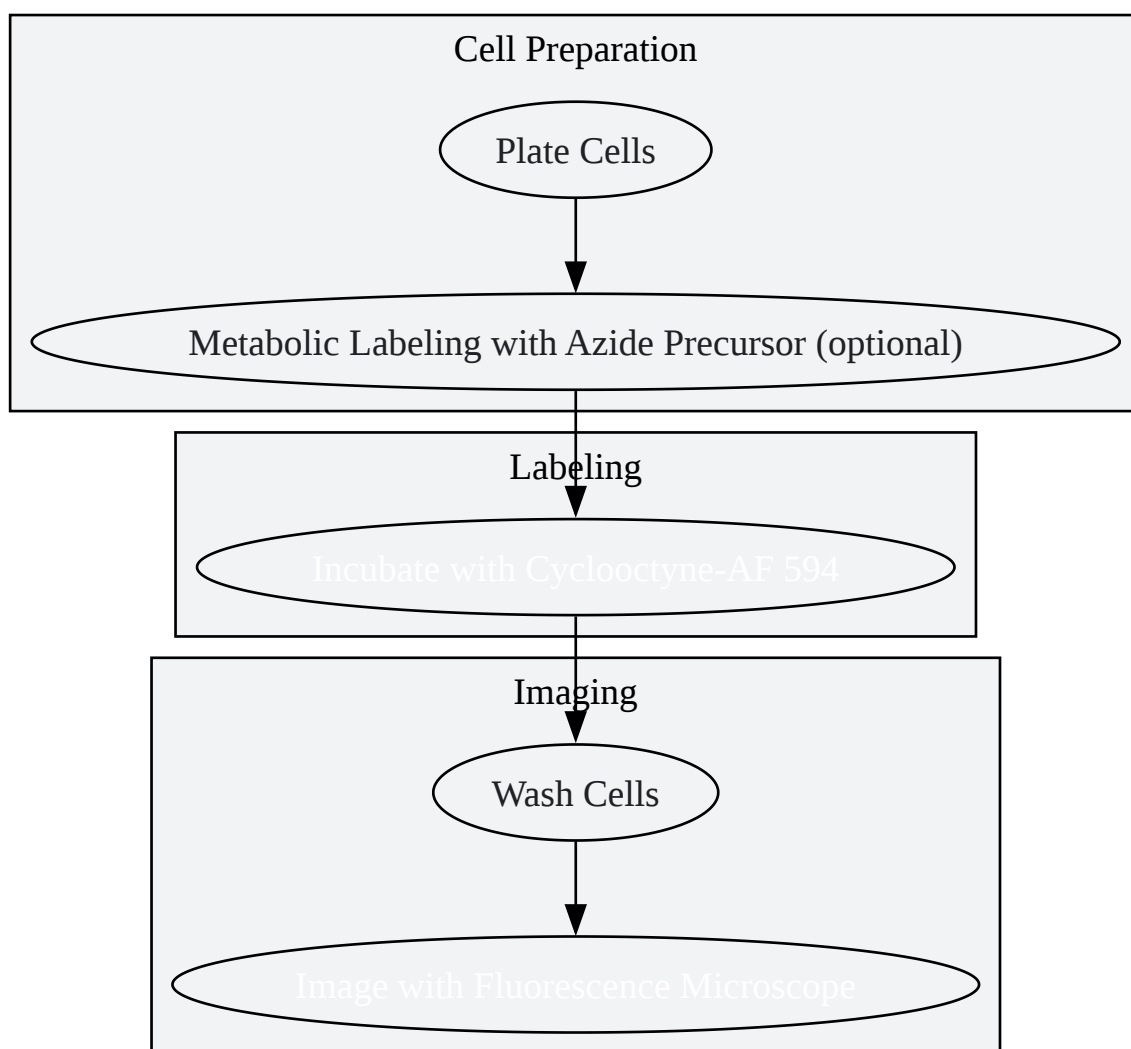 Cell Preparation
Plate Cells
Metabolic Labeling with Azide Precursor (optional)
Labeling
Incubate with Cyclooctyne-AF 594
Imaging
Wash Cells
Image with Fluorescence Microscope